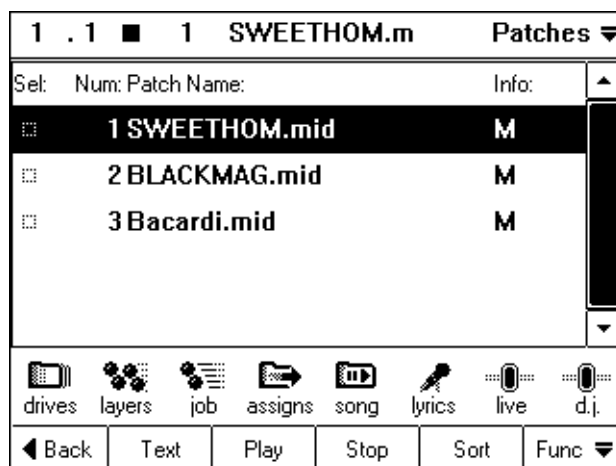 1 .1 1 SWEETHOM.m Patches
Sel: Num: Patch Name: Info:
1 SWEETHOM.mid M
2 BLACKMAG.mid M
3 Bacardi.mid M
drives layers job assigns song lyrics live d.j.
Back Text Play Stop Sort Func